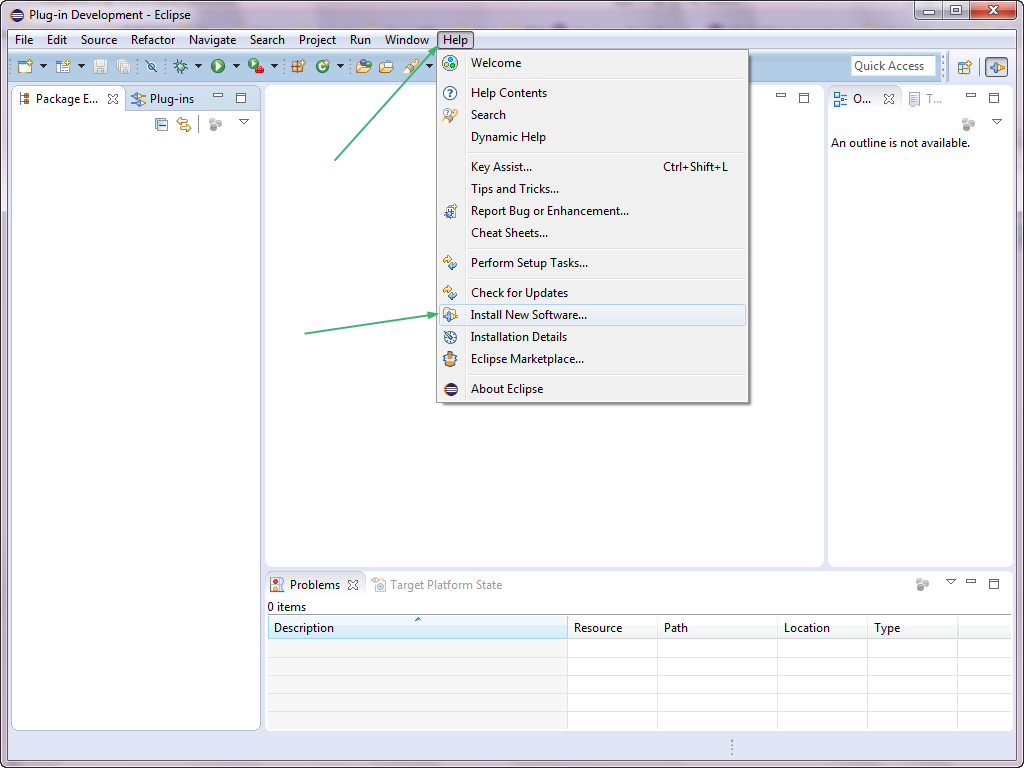 Plug-in Development - Eclipse
File Edit Source Refactor Navigate Search Project Run Window Help
Quick Access
Package E... Plug-ins
O... T...
An outline is not available.
Welcome
Help Contents
Search
Dynamic Help
Key Assist... Ctrl+Shift+L
Tips and Tricks...
Report Bug or Enhancement...
Cheat Sheets...
Perform Setup Tasks...
Check for Updates
Install New Software...
Installation Details
Eclipse Marketplace...
About Eclipse
Problems Target Platform State
0 items
Description Resource Path Location Type